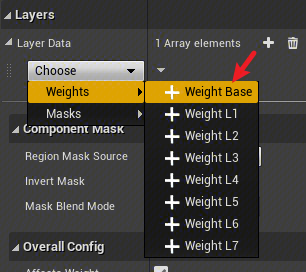 Layers
Layer Data 1 Array elements
Choose
Weights
Masks
Weight Base
Weight L1
Weight L2
Weight L3
Weight L4
Weight L5
Weight L6
Weight L7
Component Mask
Region Mask Source
Invert Mask
Mask Blend Mode
Overall Config